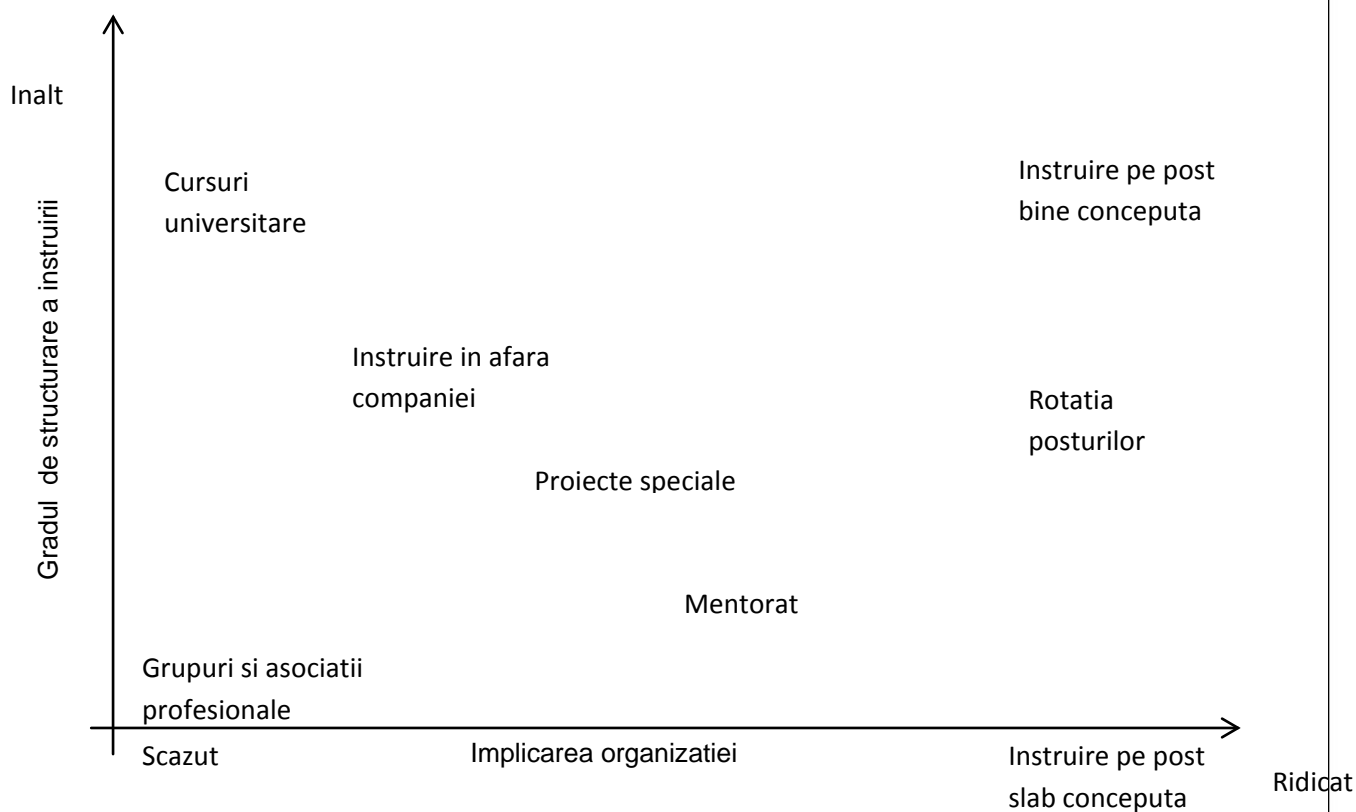 Inalt
Cursuri
universitare
Instruire pe post
bine conceputa
Gradul de structurare a instruirii
Instruire in afara
companiei
Rotatia
posturilor
Proiecte speciale
Mentorat
Grupuri si asociatii
profesionale
Scazut
Implicarea organizatiei
Instruire pe post
slab conceputa
Ridicat